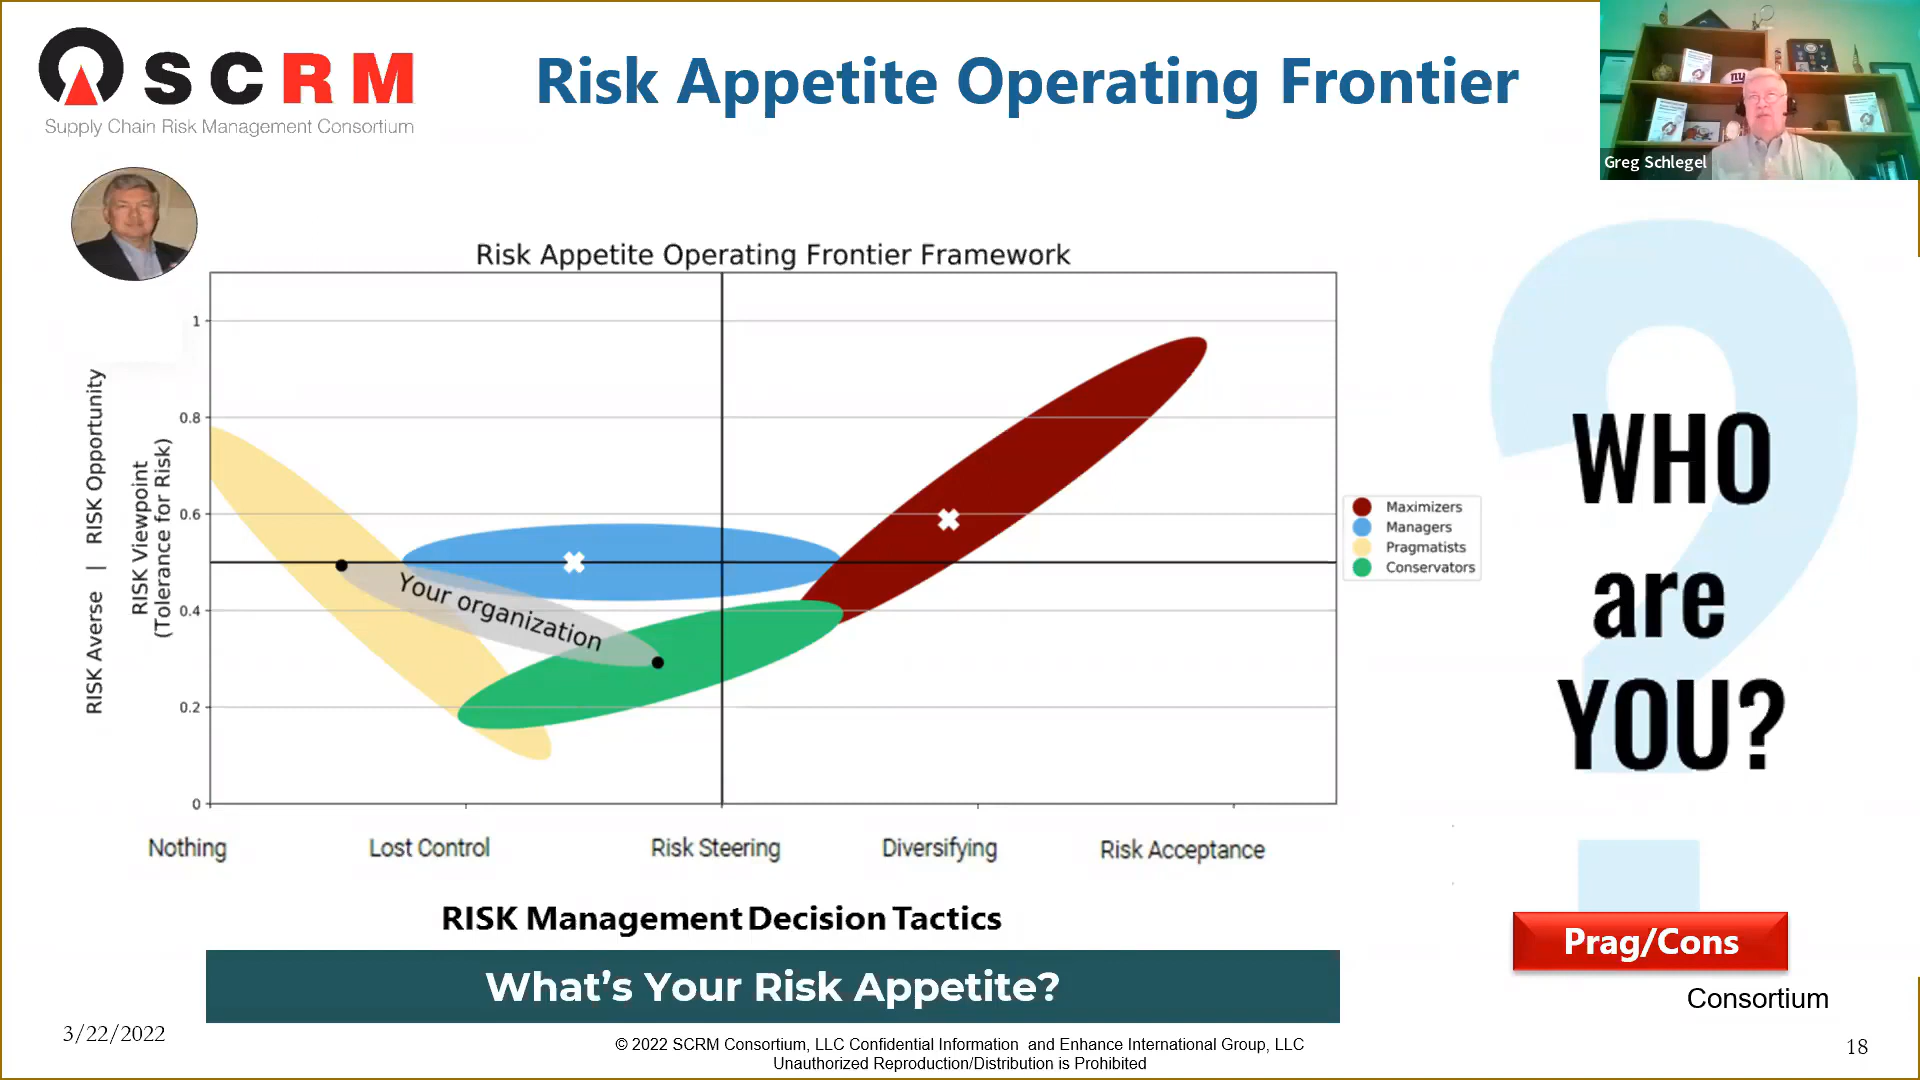 SCRM
Supply Chain Risk Management Consortium
Risk Appetite Operating Frontier
ny
Greg Schlegel
Risk Appetite Operating Frontier Framework
RISK Averse | RISK Opportunity
RISK Viewpoint
(Tolerance for Risk)
1
0.8
0.6
0.4
0.2
0
Your organization
Maximizers
Managers
Pragmatists
Conservators
Nothing
Lost Control
Risk Steering
Diversifying
Risk Acceptance
RISK Management Decision Tactics
What's Your Risk Appetite?
WHO
are
YOU?
?
Prag/Cons
Consortium
3/22/2022
© 2022 SCRM Consortium, LLC Confidential Information and Enhance International Group, LLC
Unauthorized Reproduction/Distribution is Prohibited
18